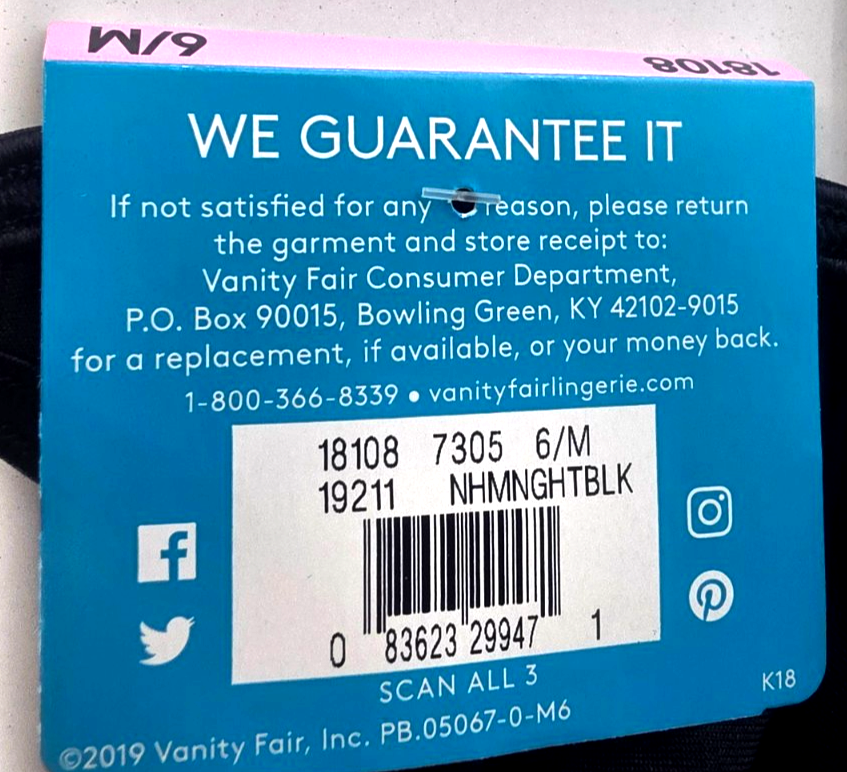 6/M
18108
WE GUARANTEE IT
If not satisfied for any reason, please return
the garment and store receipt to:
Vanity Fair Consumer Department,
P.O. Box 90015, Bowling Green, KY 42102-9015
for a replacement, if available, or your money back.
1-800-366-8339 • vanityfairlingerie.com
18108 7305 6/M
19211 NHMNGHTBLK
0 83623 29947 1
SCAN ALL 3
K18
©2019 Vanity Fair, Inc. PB.05067-0-M6